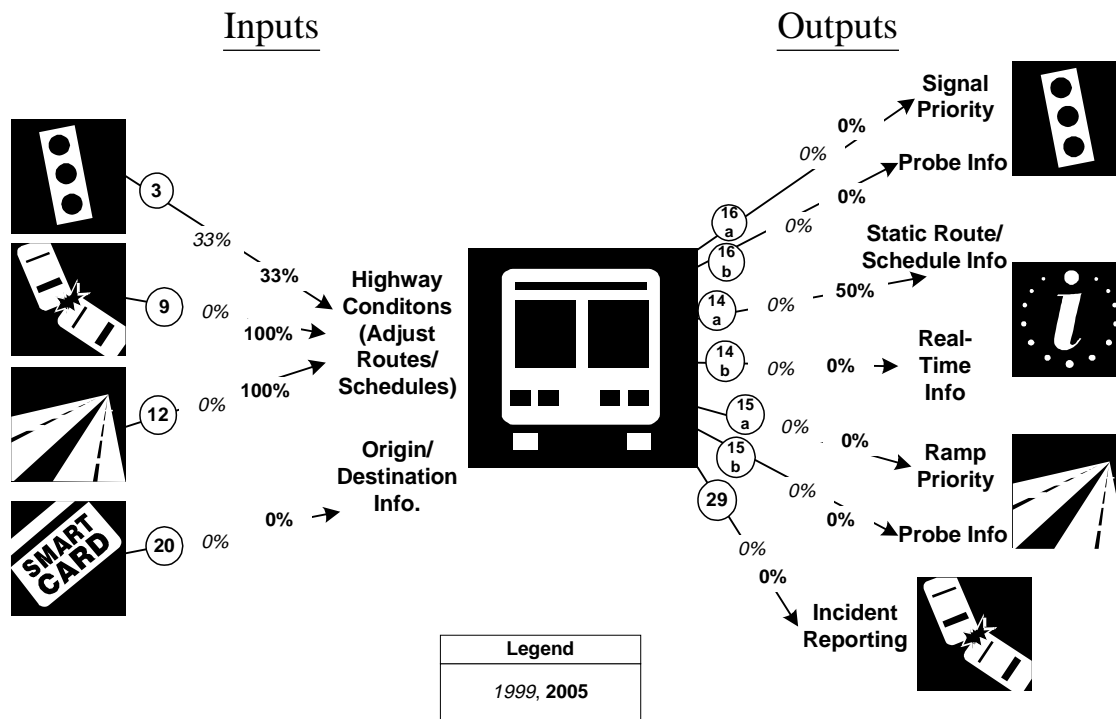 Inputs
Outputs
3
33%
33%
9
0%
100%
12
0%
100%
SMART
CARD
20
0%
0%
Highway
Conditons
(Adjust
Routes/
Schedules)
Origin/
Destination
Info.
16
a
0%
0%
Signal
Priority
16
b
0%
0%
Probe Info
14
a
0%
50%
Static Route/
Schedule Info
i
14
b
0%
0%
Real-
Time
Info
15
a
0%
0%
Ramp
Priority
15
b
0%
0%
Probe Info
29
0%
0%
Incident
Reporting
Legend
1999, 2005